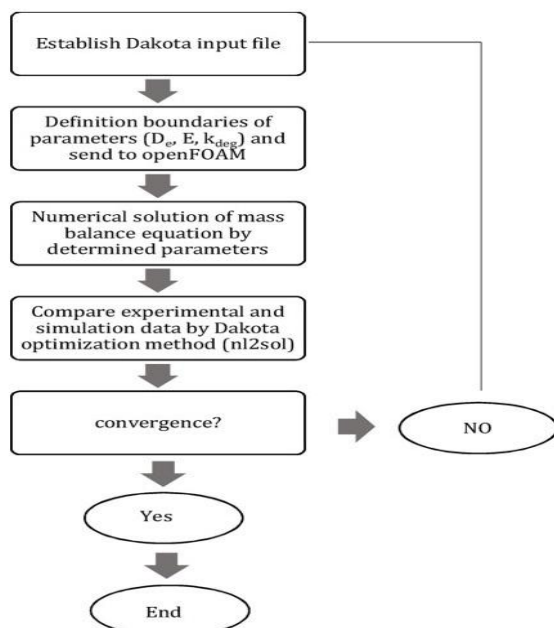 Establish Dakota input file
Definition boundaries of
parameters (Dₑ, E, k_deg) and
send to openFOAM
Numerical solution of mass
balance equation by
determined parameters
Compare experimental and
simulation data by Dakota
optimization method (nl2sol)
convergence?
NO
Yes
End